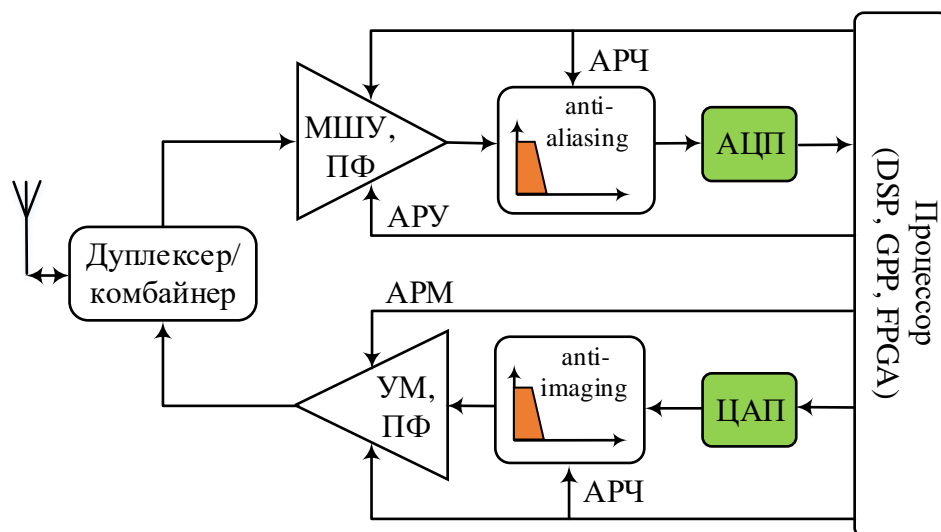 АРЧ
МШУ,
ПФ
anti-
aliasing
АЦП
АРУ
Дуплексер/
комбайнер
АРМ
УМ,
ПФ
anti-
imaging
ЦАП
АРЧ
Процессор
(DSP, GPP, FPGA)